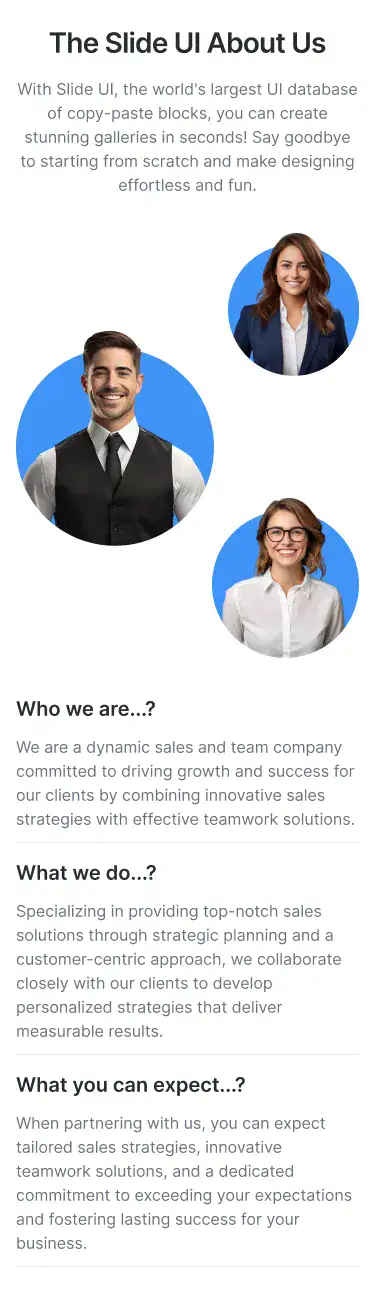 The Slide UI About Us
With Slide UI, the world's largest UI database
of copy-paste blocks, you can create
stunning galleries in seconds! Say goodbye
to starting from scratch and make designing
effortless and fun.
Who we are...?
We are a dynamic sales and team company
committed to driving growth and success for
our clients by combining innovative sales
strategies with effective teamwork solutions.
What we do...?
Specializing in providing top-notch sales
solutions through strategic planning and a
customer-centric approach, we collaborate
closely with our clients to develop
personalized strategies that deliver
measurable results.
What you can expect...?
When partnering with us, you can expect
tailored sales strategies, innovative
teamwork solutions, and a dedicated
commitment to exceeding your expectations
and fostering lasting success for your
business.